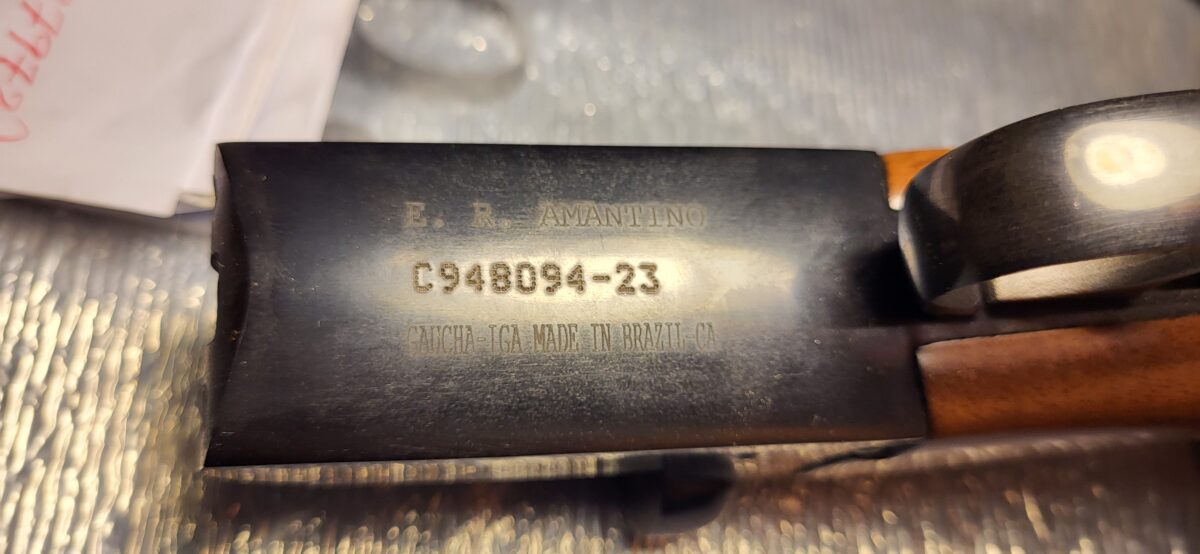 E. R. AMANTINO
C948094-23
GAUCHA-IGA MADE IN BRAZIL CA